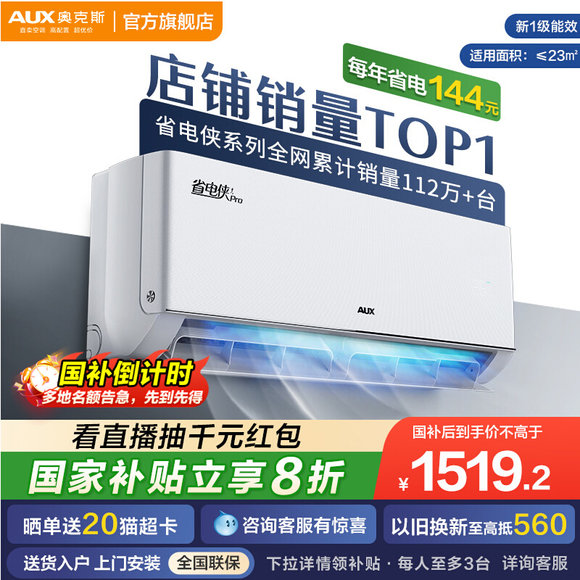 AUX奥克斯 官方旗舰店
直卖空调 高配置 超优价
新1级能效
适用面积：≤23㎡
每年省电144元
店铺销量TOP1
省电侠系列全网累计销量112万+台
省电侠!Pro
AUX
国补倒计时
多地名额告急，先到先得
看直播抽千元红包
国家补贴立享8折
国补后到手价不高于
¥1519.2
晒单送20猫超卡
咨询客服有惊喜
以旧换新至高抵560
送货入户 上门安装 全国联保
下拉详情领补贴·每人至多3台 详询客服